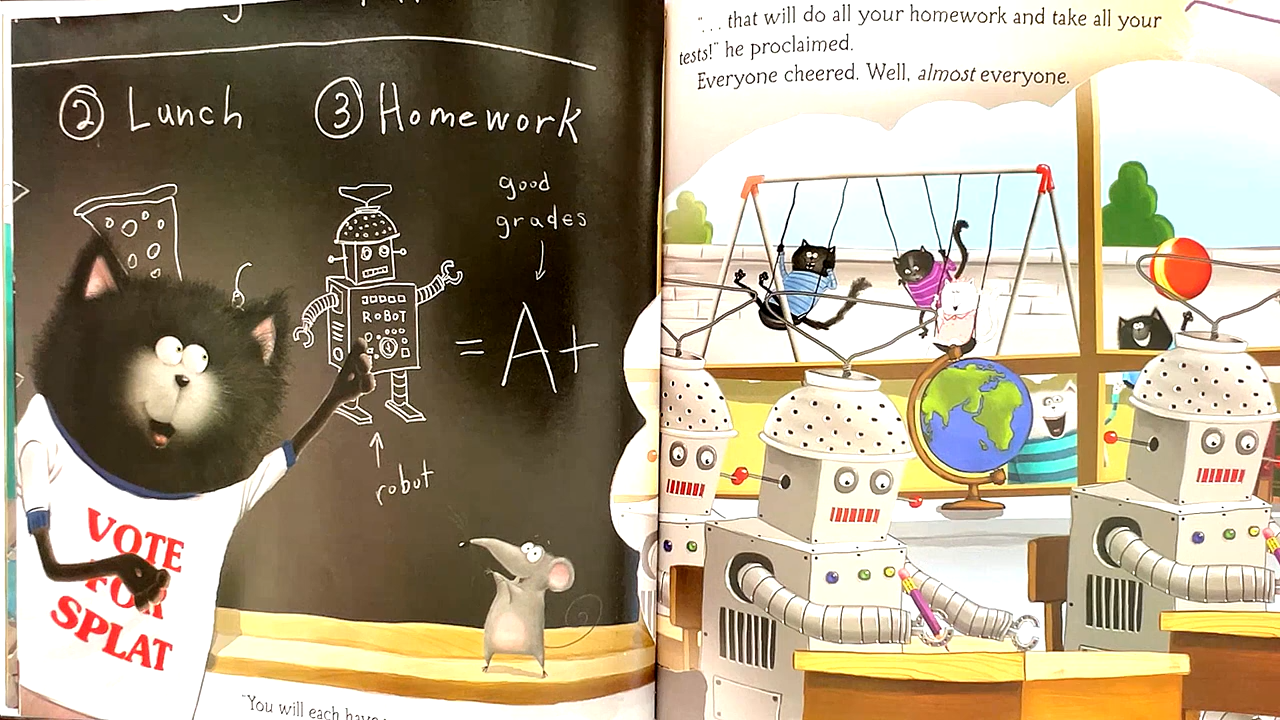 ② Lunch
③ Homework
good
grades
ROBOT
= A+
robot
VOTE
FOR
SPLAT
"You will each have
". . . that will do all your homework and take all your
tests!" he proclaimed.
Everyone cheered. Well, almost everyone.